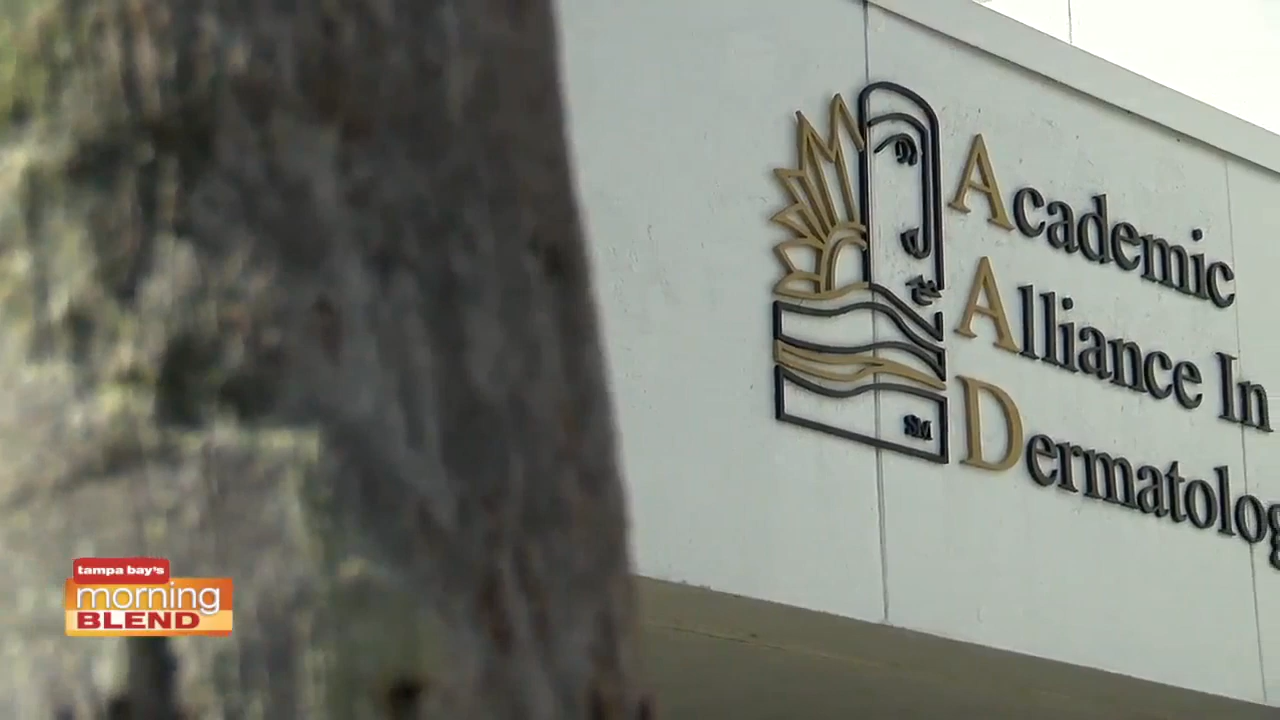 Academic
Alliance In
Dermatolog
SM
tampa bay's
morning
BLEND